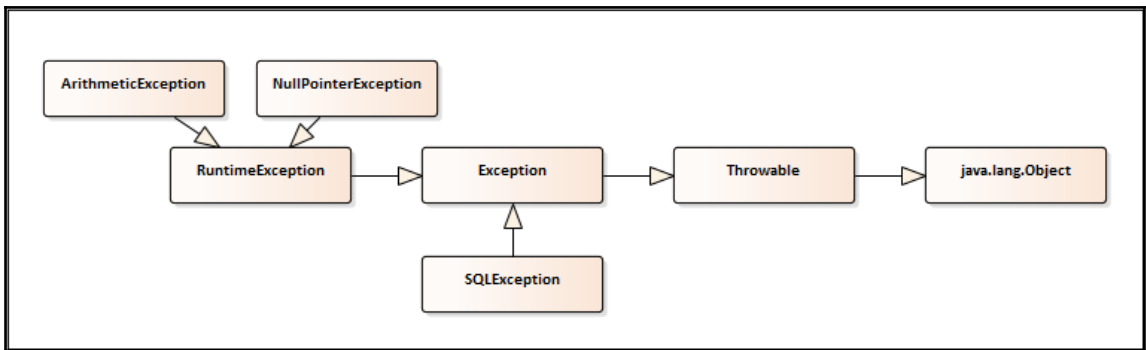 ArithmeticException
NullPointerException
RuntimeException
Exception
Throwable
java.lang.Object
SQLException